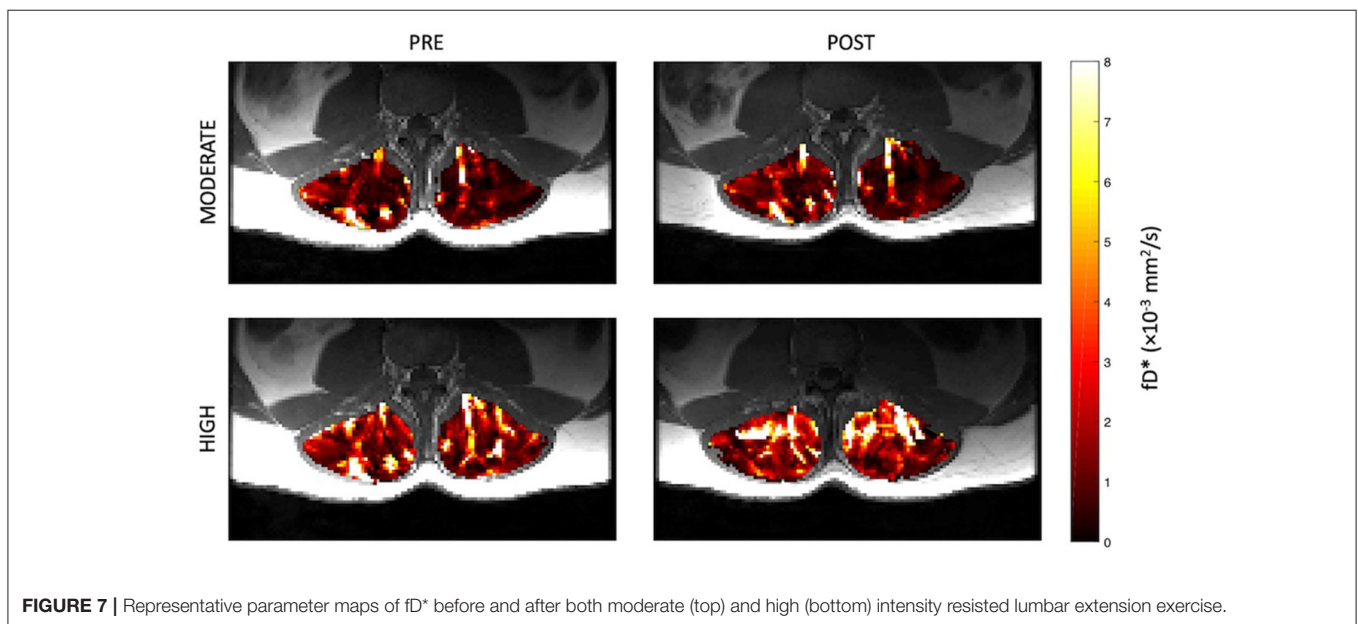 PRE
POST
MODERATE
HIGH
8
7
6
5
4
3
2
1
0
fD* (×10⁻³ mm²/s)
FIGURE 7 | Representative parameter maps of fD* before and after both moderate (top) and high (bottom) intensity resisted lumbar extension exercise.